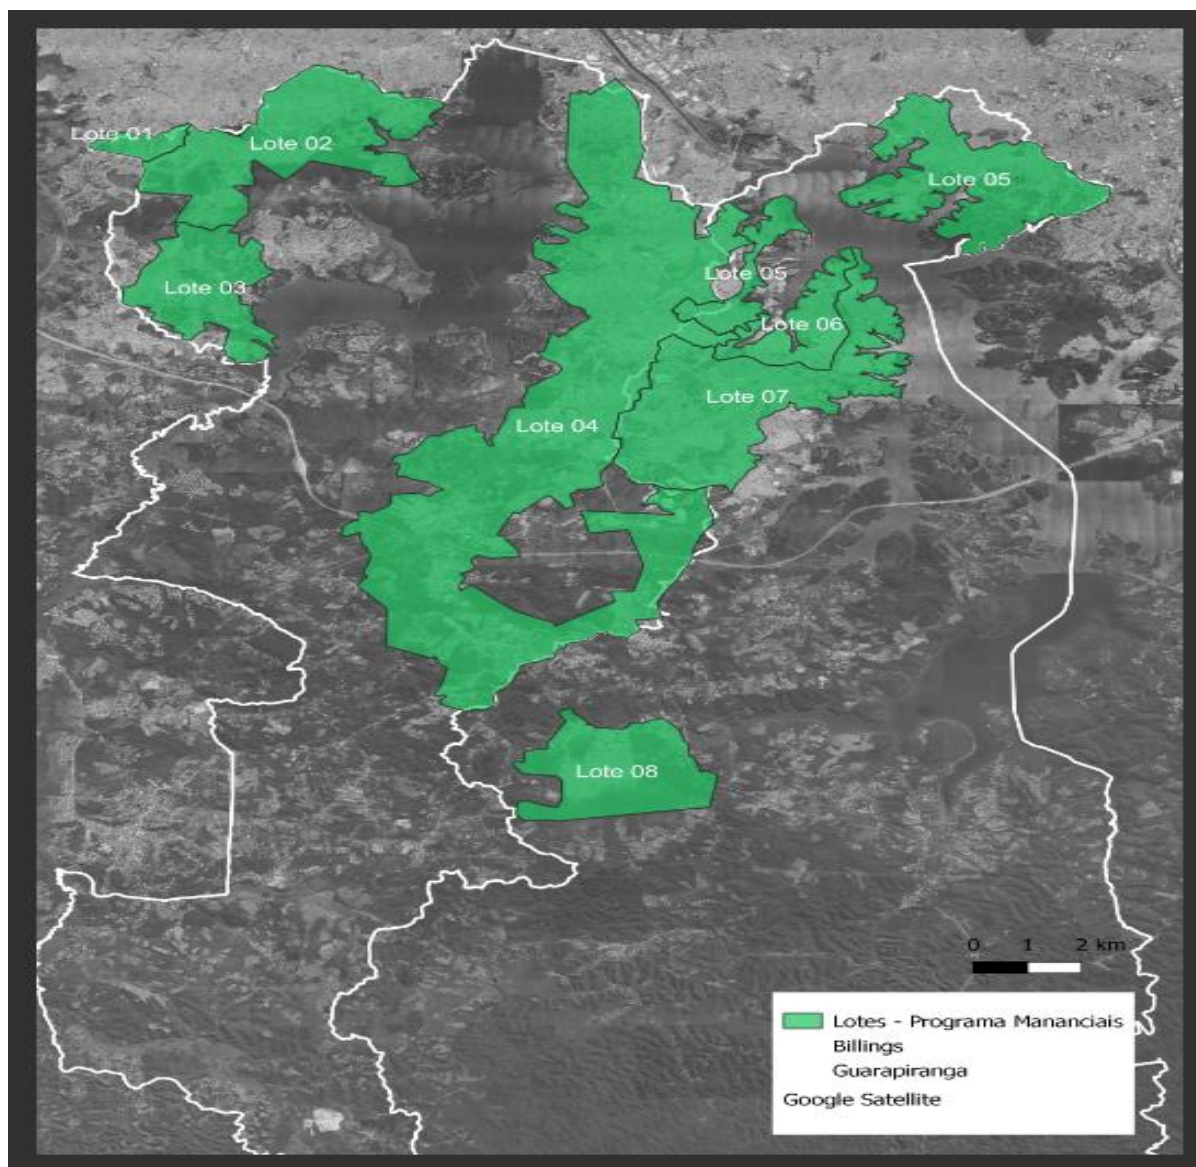 Lote 01
Lote 02
Lote 05
Lote 03
Lote 05
Lote 06
Lote 07
Lote 04
Lote 08
0 1 2 km
Lotes - Programa Mananciais
Billings
Guarapiranga
Google Satellite